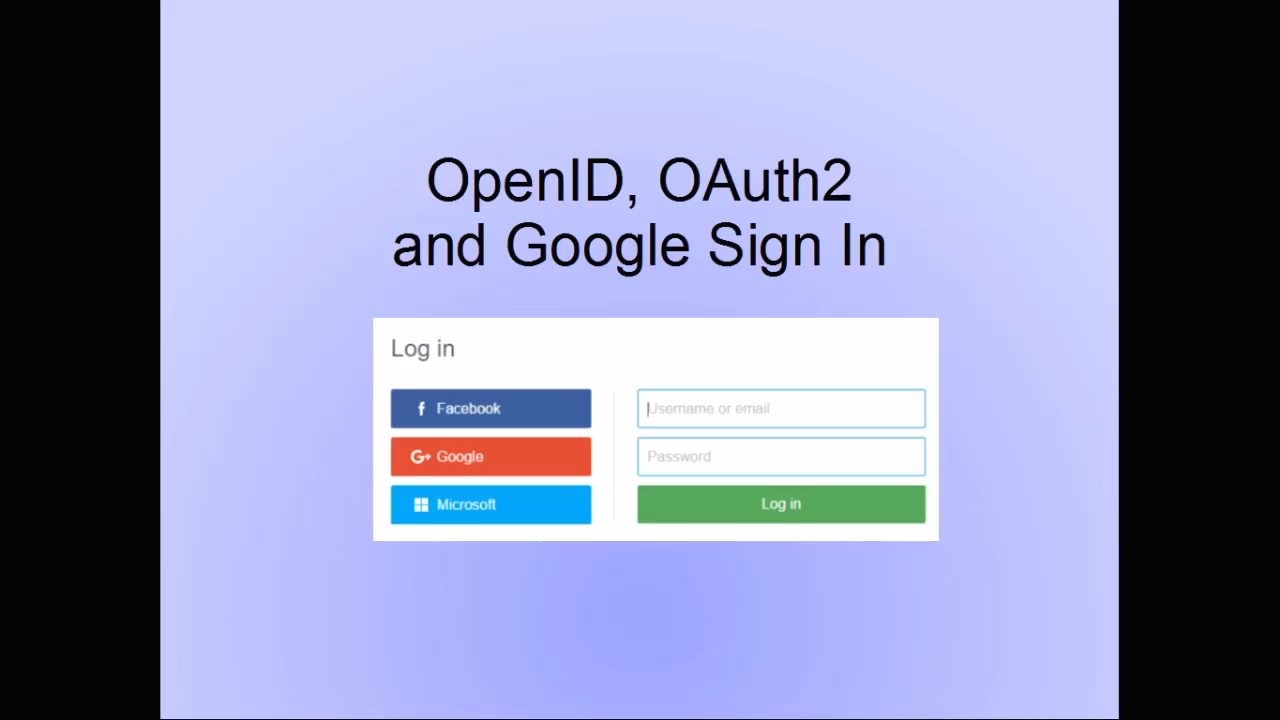 OpenID, OAuth2
and Google Sign In
Log in
f Facebook
G+ Google
Microsoft
Username or email
Password
Log in